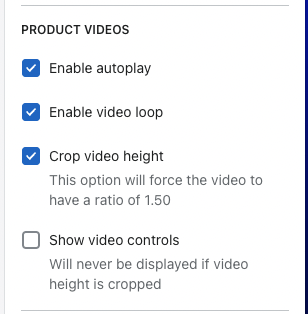 PRODUCT VIDEOS
Enable autoplay
Enable video loop
Crop video height
This option will force the video to
have a ratio of 1.50
Show video controls
Will never be displayed if video
height is cropped